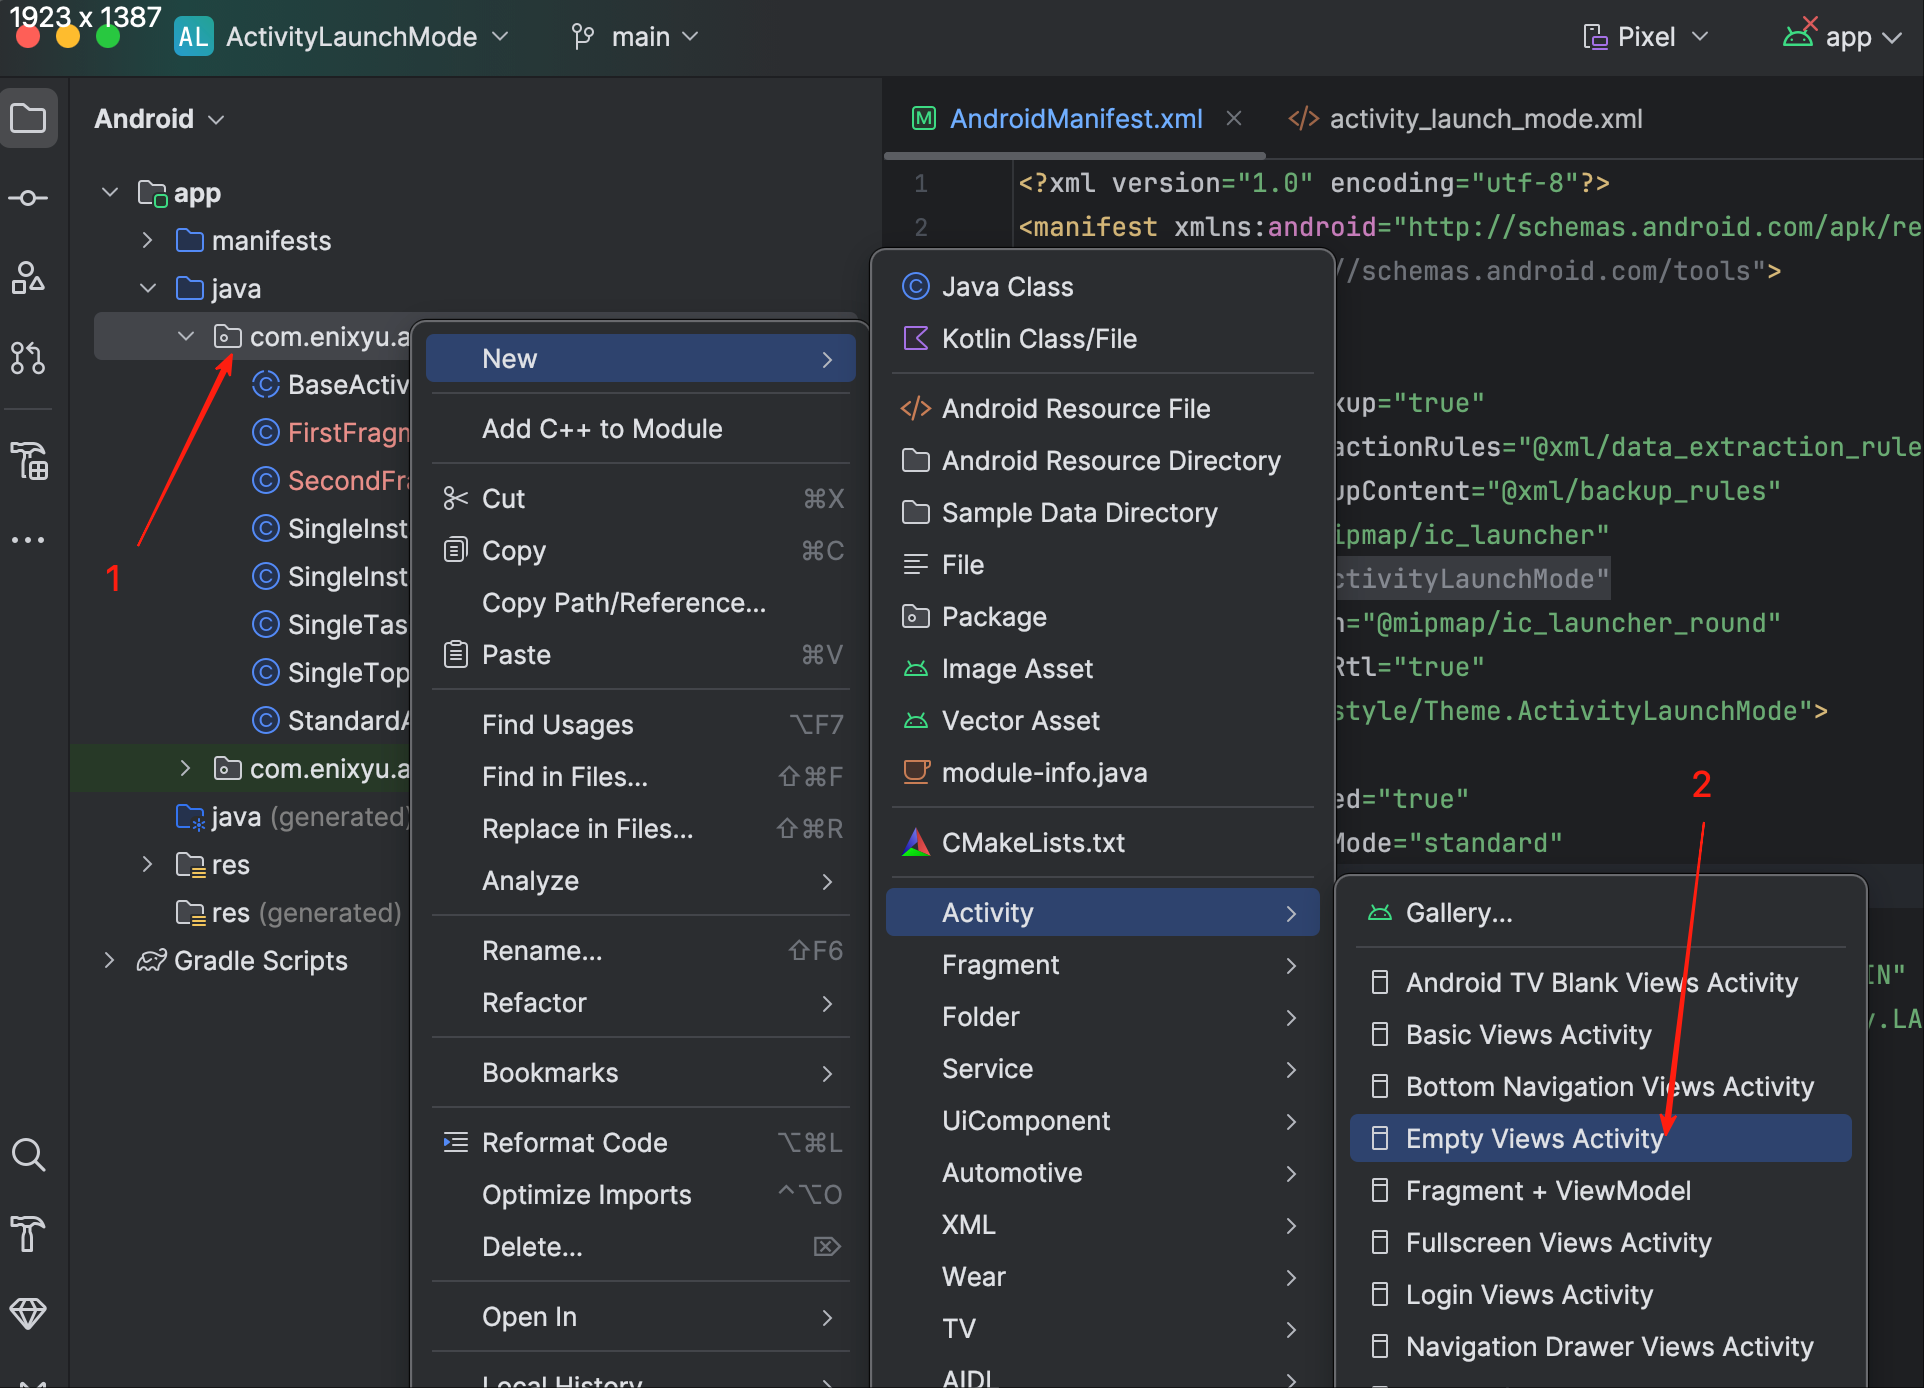 1923 x 1387
AL ActivityLaunchMode main Pixel app
Android
AndroidManifest.xml
activity_launch_mode.xml
app
manifests
java
com.enixyu.a
BaseActiv
FirstFragm
SecondFra
SingleInst
SingleInst
SingleTas
SingleTop
StandardA
com.enixyu.a
java (generated)
res
res (generated)
Gradle Scripts
1
New
Add C++ to Module
Cut ⌘X
Copy ⌘C
Copy Path/Reference...
Paste ⌘V
Find Usages ⌥F7
Find in Files... ⇧⌘F
Replace in Files... ⇧⌘R
Analyze
Rename... ⇧F6
Refactor
Bookmarks
Reformat Code ⌥⌘L
Optimize Imports ^⌥O
Delete... ⌦
Open In
Local History
Java Class
Kotlin Class/File
Android Resource File
Android Resource Directory
Sample Data Directory
File
Package
Image Asset
Vector Asset
module-info.java
CMakeLists.txt
Activity
Fragment
Folder
Service
UiComponent
Automotive
XML
Wear
TV
AIDL
1 <?xml version="1.0" encoding="utf-8"?>
2 <manifest xmlns:android="http://schemas.android.com/apk/re
//schemas.android.com/tools">
kup="true"
actionRules="@xml/data_extraction_rule
upContent="@xml/backup_rules"
ipmap/ic_launcher"
ctivityLaunchMode"
n="@mipmap/ic_launcher_round"
Rtl="true"
style/Theme.ActivityLaunchMode">
ed="true"
Mode="standard"
IN"
y.LA
2
Gallery...
Android TV Blank Views Activity
Basic Views Activity
Bottom Navigation Views Activity
Empty Views Activity
Fragment + ViewModel
Fullscreen Views Activity
Login Views Activity
Navigation Drawer Views Activity